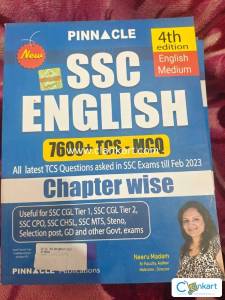 PINNACLE
4th
edition
New
English
Medium
SSC
ENGLISH
7600+ TCS - MCQ
All latest TCS Questions asked in SSC Exams till Feb 2023
Chapter wise
Useful for SSC CGL Tier 1, SSC CGL Tier 2,
SSC CPO, SSC CHSL, SSC MTS, Steno,
Selection post, GD and other Govt. exams
Neeru Madam
Pinnacle Publications
Clankart